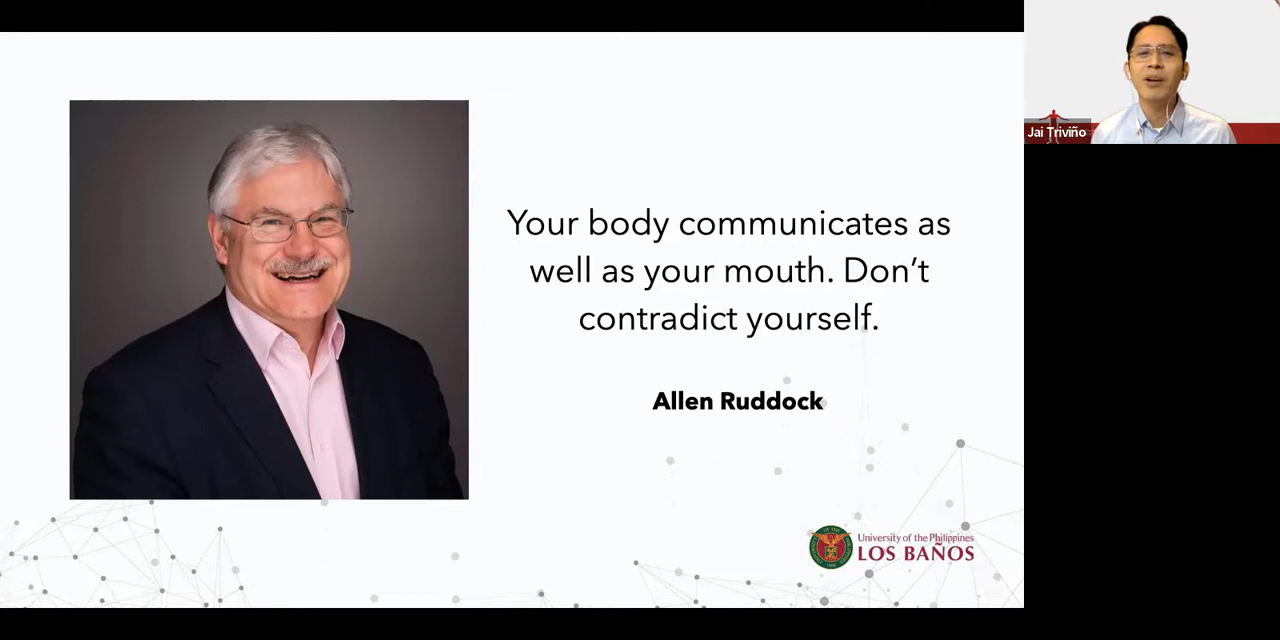 Your body communicates as
well as your mouth. Don’t
contradict yourself.
Allen Ruddock
University of the Philippines
LOS BAÑOS
Jai Triviño